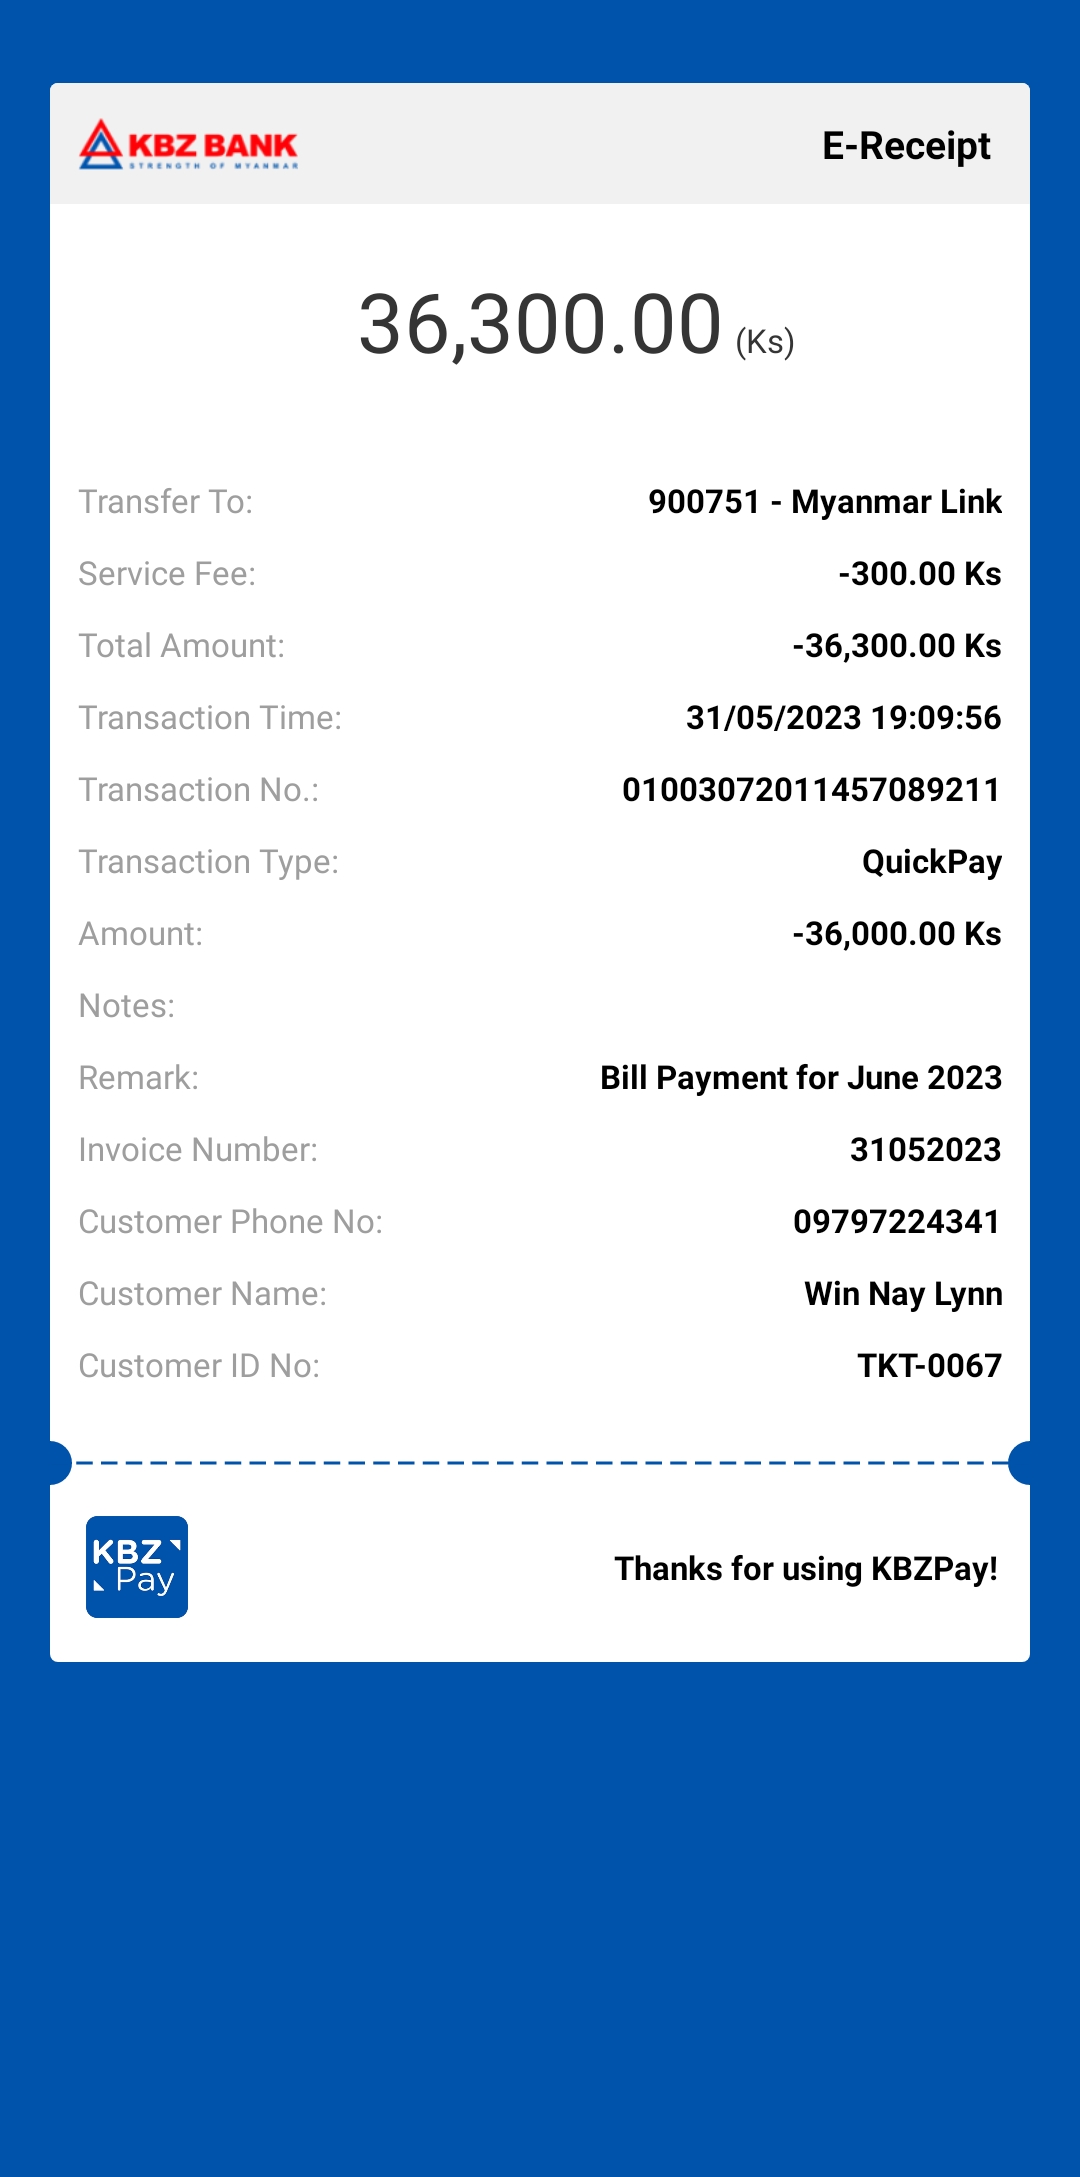 KBZ BANK
STRENGTH OF MYANMAR
E-Receipt
36,300.00 (Ks)
Transfer To: 900751 - Myanmar Link
Service Fee: -300.00 Ks
Total Amount: -36,300.00 Ks
Transaction Time: 31/05/2023 19:09:56
Transaction No.: 01003072011457089211
Transaction Type: QuickPay
Amount: -36,000.00 Ks
Notes:
Remark: Bill Payment for June 2023
Invoice Number: 31052023
Customer Phone No: 09797224341
Customer Name: Win Nay Lynn
Customer ID No: TKT-0067
KBZ
Pay
Thanks for using KBZPay!